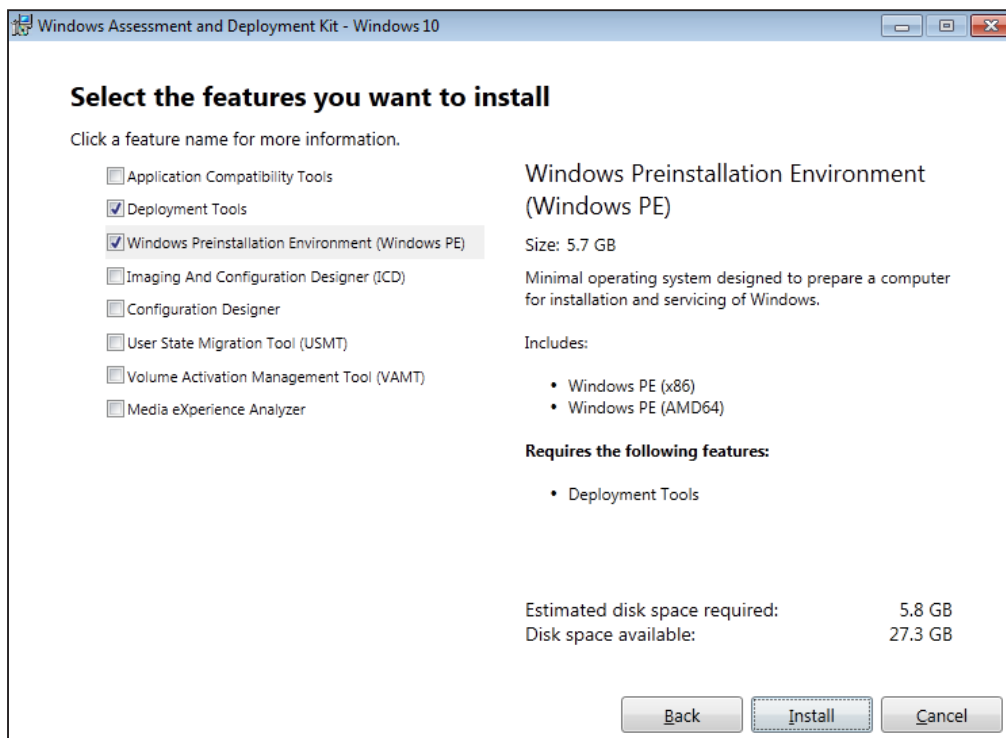 Windows Assessment and Deployment Kit - Windows 10
Select the features you want to install
Click a feature name for more information.
Application Compatibility Tools
Deployment Tools
Windows Preinstallation Environment (Windows PE)
Imaging And Configuration Designer (ICD)
Configuration Designer
User State Migration Tool (USMT)
Volume Activation Management Tool (VAMT)
Media eXperience Analyzer
Windows Preinstallation Environment
(Windows PE)
Size: 5.7 GB
Minimal operating system designed to prepare a computer
for installation and servicing of Windows.
Includes:
• Windows PE (x86)
• Windows PE (AMD64)
Requires the following features:
• Deployment Tools
Estimated disk space required: 5.8 GB
Disk space available: 27.3 GB
Back Install Cancel